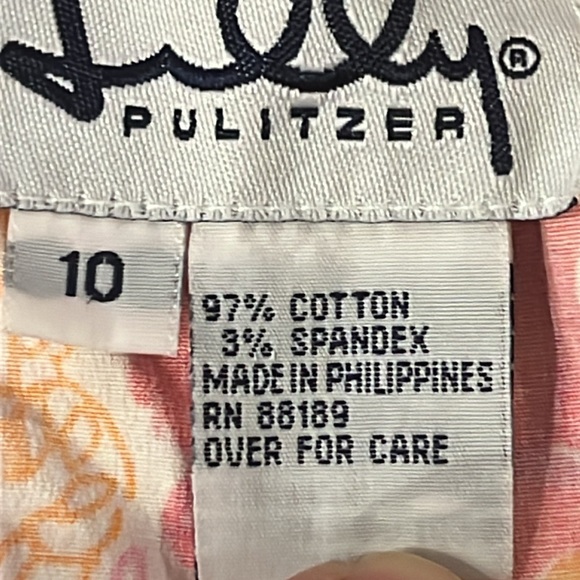 Lilly®
PULITZER
10
97% COTTON
3% SPANDEX
MADE IN PHILIPPINES
RN 88189
OVER FOR CARE